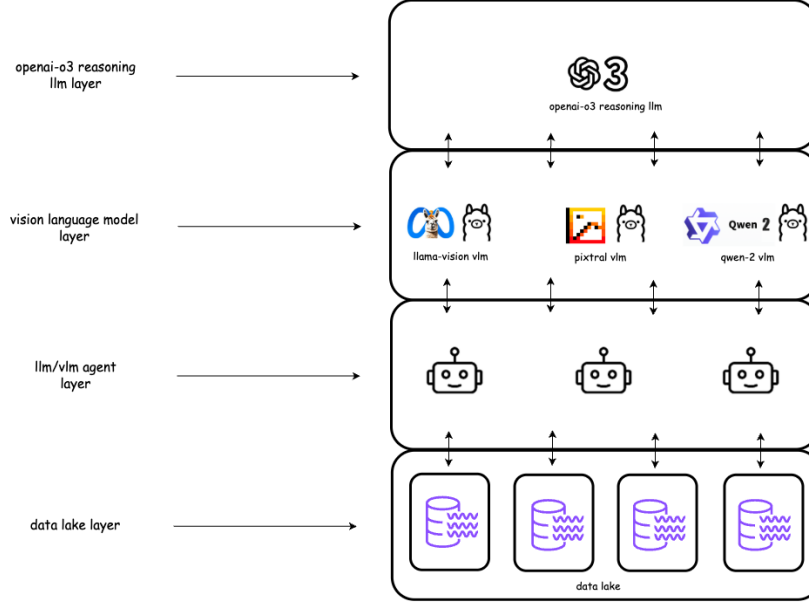 openai-o3 reasoning
llm layer
3
openai-o3 reasoning llm
vision language model
layer
Qwen 2
llama-vision vlm
pixtral vlm
qwen-2 vlm
llm/vlm agent
layer
data lake layer
data lake